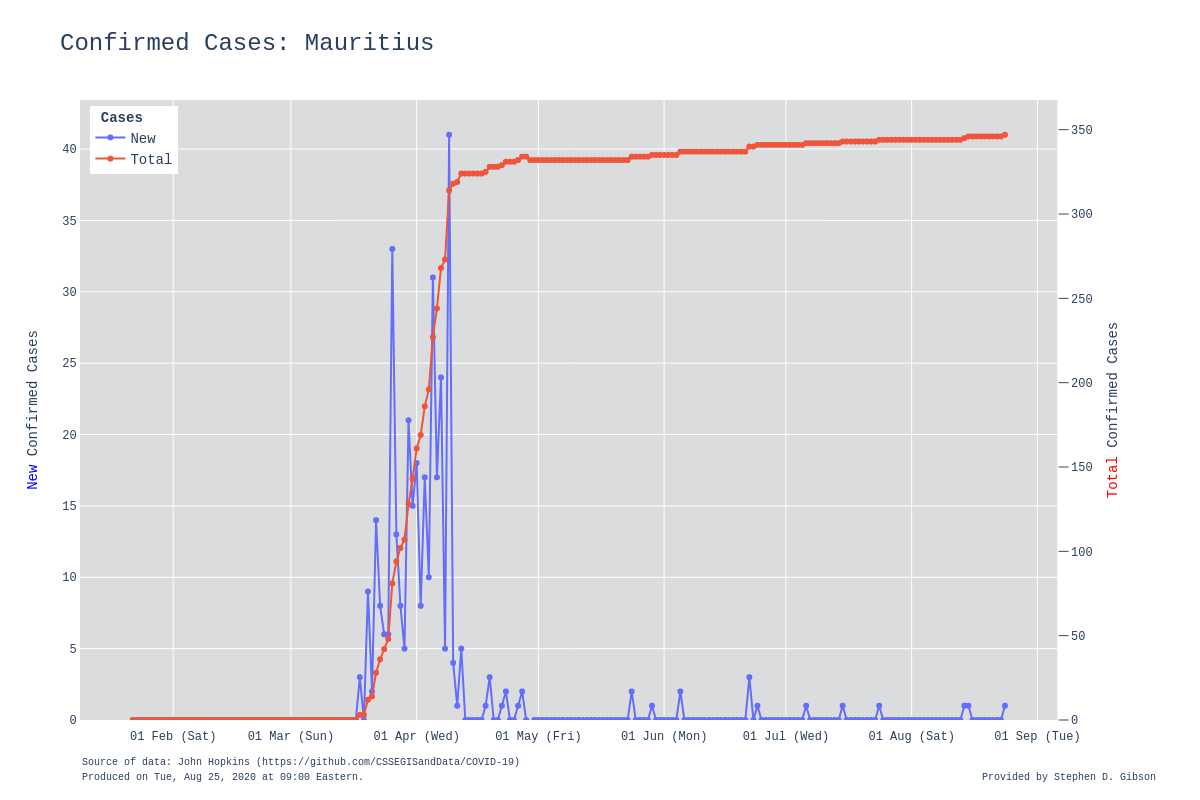 Confirmed Cases: Mauritius
Cases
New
Total
40
35
30
25
20
15
10
5
0
350
300
250
200
150
100
50
0
New Confirmed Cases
Total Confirmed Cases
01 Feb (Sat) 01 Mar (Sun) 01 Apr (Wed) 01 May (Fri) 01 Jun (Mon) 01 Jul (Wed) 01 Aug (Sat) 01 Sep (Tue)
Source of data: John Hopkins (https://github.com/CSSEGISandData/COVID-19)
Produced on Tue, Aug 25, 2020 at 09:00 Eastern.
Provided by Stephen D. Gibson